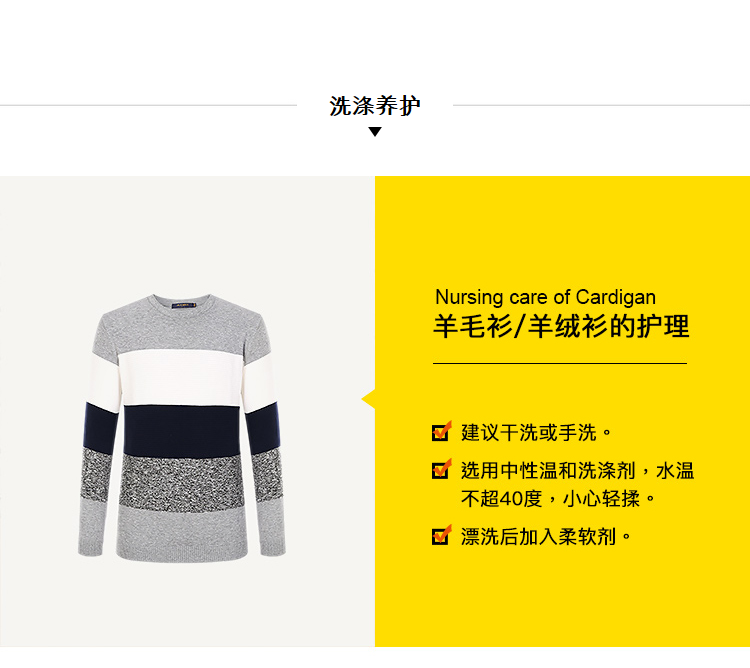 洗涤养护
Nursing care of Cardigan
羊毛衫/羊绒衫的护理
建议干洗或手洗。
选用中性温和洗涤剂，水温
不超40度，小心轻揉。
漂洗后加入柔软剂。